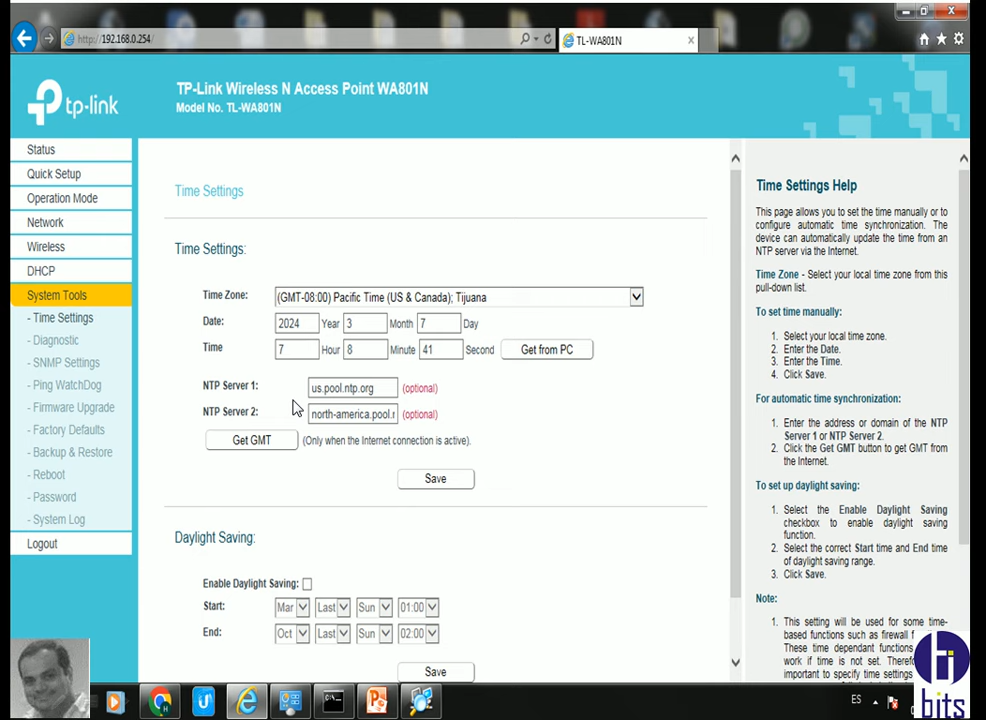 http://192.168.0.254/
TL-WA801N
tp-link
TP-Link Wireless N Access Point WA801N
Model No. TL-WA801N
Status
Quick Setup
Operation Mode
Network
Wireless
DHCP
System Tools
- Time Settings
- Diagnostic
- SNMP Settings
- Ping WatchDog
- Firmware Upgrade
- Factory Defaults
- Backup & Restore
- Reboot
- Password
- System Log
Logout
Time Settings
Time Settings:
Time Zone: (GMT-08:00) Pacific Time (US & Canada); Tijuana
Date: 2024 Year 3 Month 7 Day
Time 7 Hour 8 Minute 41 Second Get from PC
NTP Server 1: us.pool.ntp.org (optional)
NTP Server 2: north-america.pool.r (optional)
Get GMT (Only when the Internet connection is active).
Save
Daylight Saving:
Enable Daylight Saving:
Start: Mar Last Sun 01:00
End: Oct Last Sun 02:00
Save
Time Settings Help
This page allows you to set the time manually or to
configure automatic time synchronization. The
device can automatically update the time from an
NTP server via the Internet.
Time Zone - Select your local time zone from this
pull-down list.
To set time manually:
1. Select your local time zone.
2. Enter the Date.
3. Enter the Time.
4. Click Save.
For automatic time synchronization:
1. Enter the address or domain of the NTP
Server 1 or NTP Server 2.
2. Click the Get GMT button to get GMT from
the Internet.
To set up daylight saving:
1. Select the Enable Daylight Saving
checkbox to enable daylight saving
function.
2. Select the correct Start time and End time
of daylight saving range.
3. Click Save.
Note:
1. This setting will be used for some time-
based functions such as firewall f
These time dependant functions
work if time is not set. Theref
important to specify time settings
ES
hi
bits